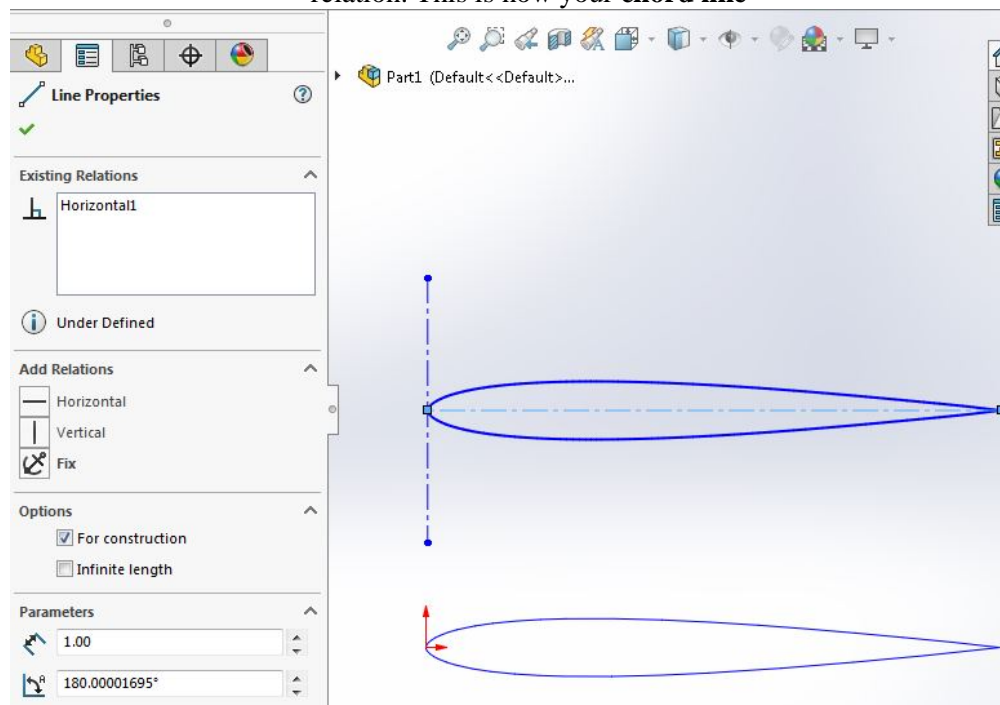 relation. This is now your chord line
Part1 (Default<<Default>...
Line Properties
Existing Relations
Horizontal1
Under Defined
Add Relations
Horizontal
Vertical
Fix
Options
For construction
Infinite length
Parameters
1.00
180.00001695°